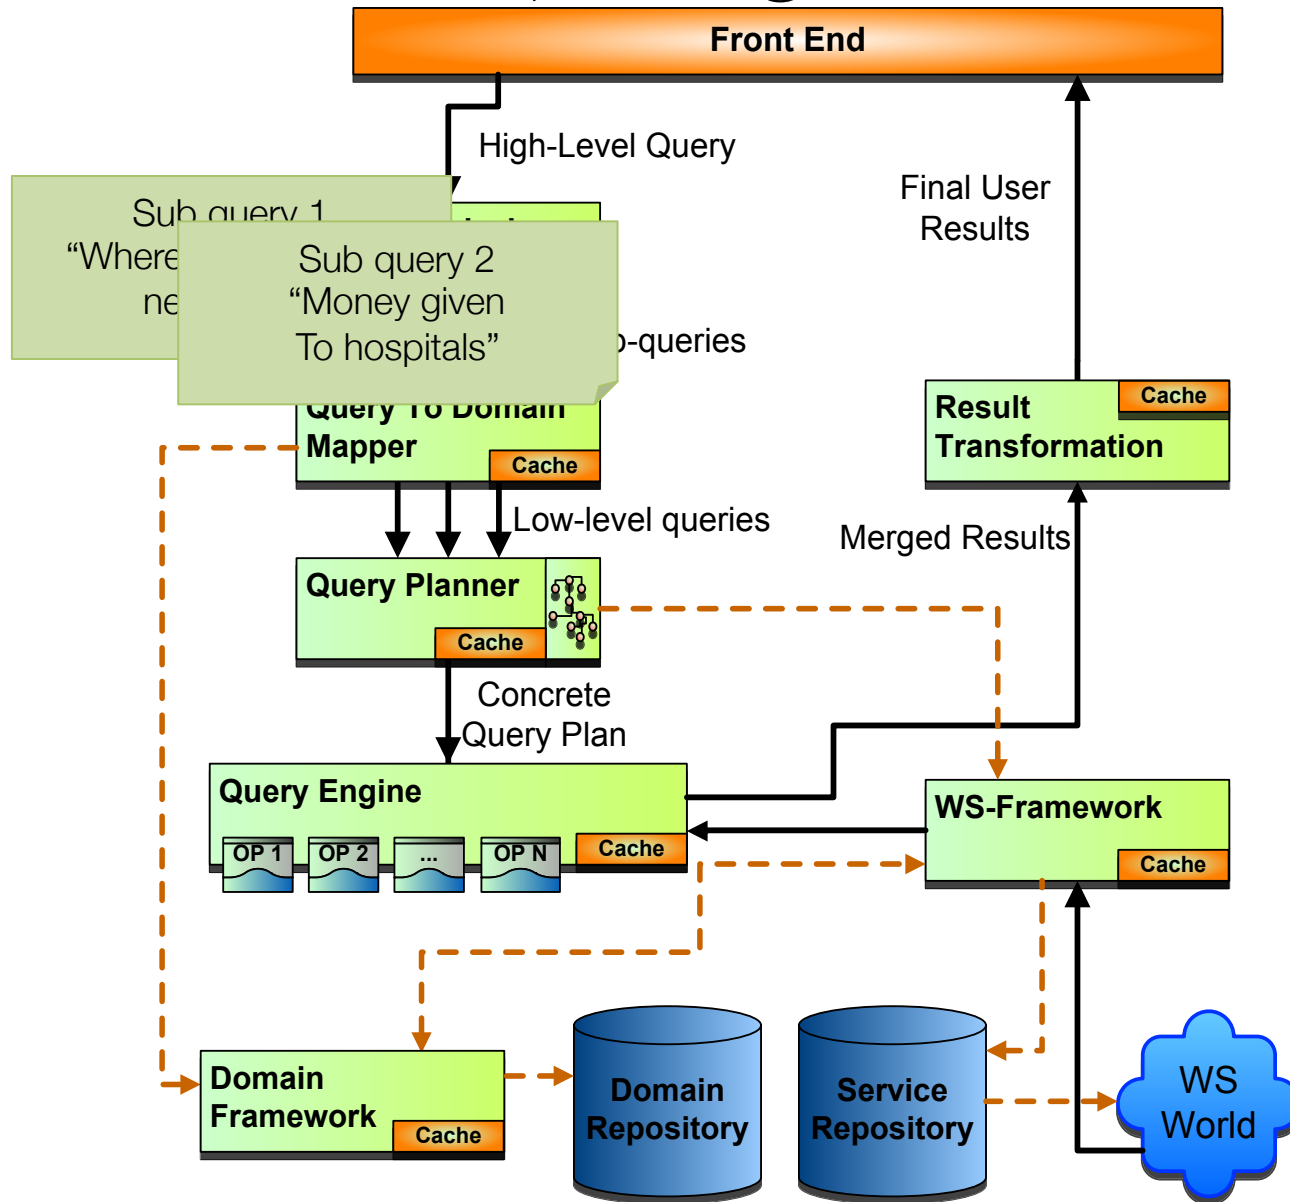 Front End
High-Level Query
Final User
Results
Sub query 1
“Where
ne
Sub query 2
“Money given
To hospitals”
-queries
Query To Domain
Mapper
Cache
Result
Transformation
Cache
Low-level queries
Merged Results
Query Planner
Cache
Concrete
Query Plan
Query Engine
OP 1
OP 2
...
OP N
Cache
WS-Framework
Cache
Domain
Framework
Cache
Domain
Repository
Service
Repository
WS
World